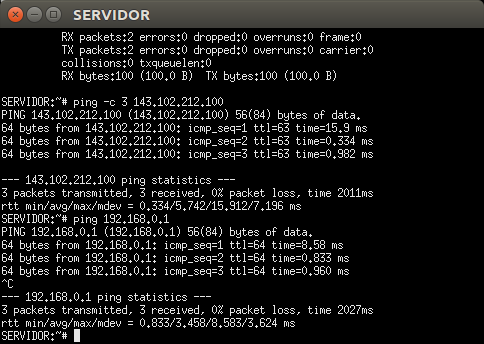 SERVIDOR
RX packets:2 errors:0 dropped:0 overruns:0 frame:0
TX packets:2 errors:0 dropped:0 overruns:0 carrier:0
collisions:0 txqueuelen:0
RX bytes:100 (100.0 B)  TX bytes:100 (100.0 B)
SERVIDOR:~# ping -c 3 143.102.212.100
PING 143.102.212.100 (143.102.212.100) 56(84) bytes of data.
64 bytes from 143.102.212.100: icmp_seq=1 ttl=63 time=15.9 ms
64 bytes from 143.102.212.100: icmp_seq=2 ttl=63 time=0.334 ms
64 bytes from 143.102.212.100: icmp_seq=3 ttl=63 time=0.982 ms
--- 143.102.212.100 ping statistics ---
3 packets transmitted, 3 received, 0% packet loss, time 2011ms
rtt min/avg/max/mdev = 0.334/5.742/15.912/7.196 ms
SERVIDOR:~# ping 192.168.0.1
PING 192.168.0.1 (192.168.0.1) 56(84) bytes of data.
64 bytes from 192.168.0.1: icmp_seq=1 ttl=64 time=8.58 ms
64 bytes from 192.168.0.1: icmp_seq=2 ttl=64 time=0.833 ms
64 bytes from 192.168.0.1: icmp_seq=3 ttl=64 time=0.960 ms
^C
--- 192.168.0.1 ping statistics ---
3 packets transmitted, 3 received, 0% packet loss, time 2027ms
rtt min/avg/max/mdev = 0.833/3.458/8.583/3.624 ms
SERVIDOR:~#